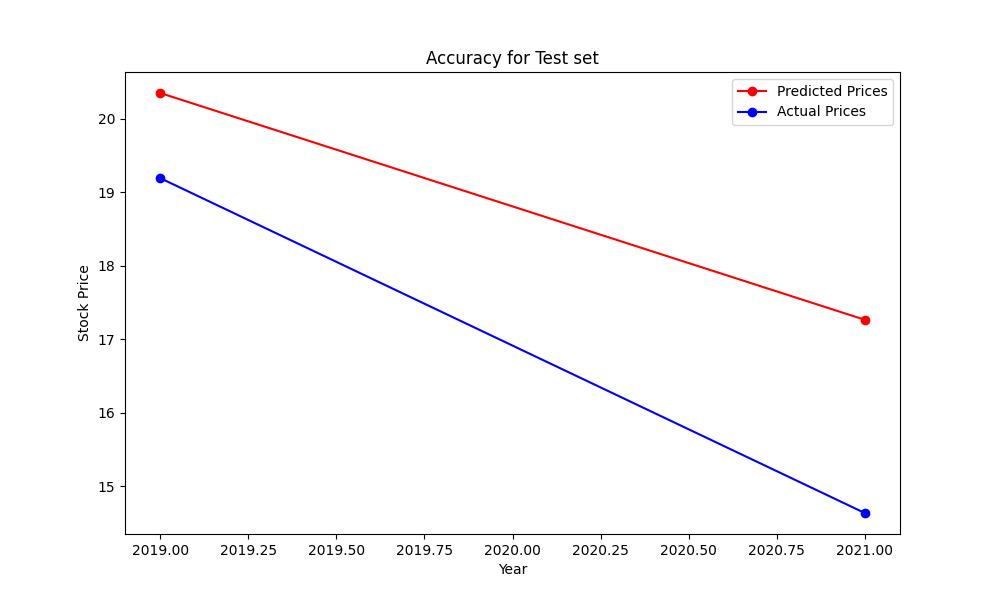 Accuracy for Test set
Predicted Prices
Actual Prices
20
19
18
17
16
15
Stock Price
2019.00 2019.25 2019.50 2019.75 2020.00 2020.25 2020.50 2020.75 2021.00
Year